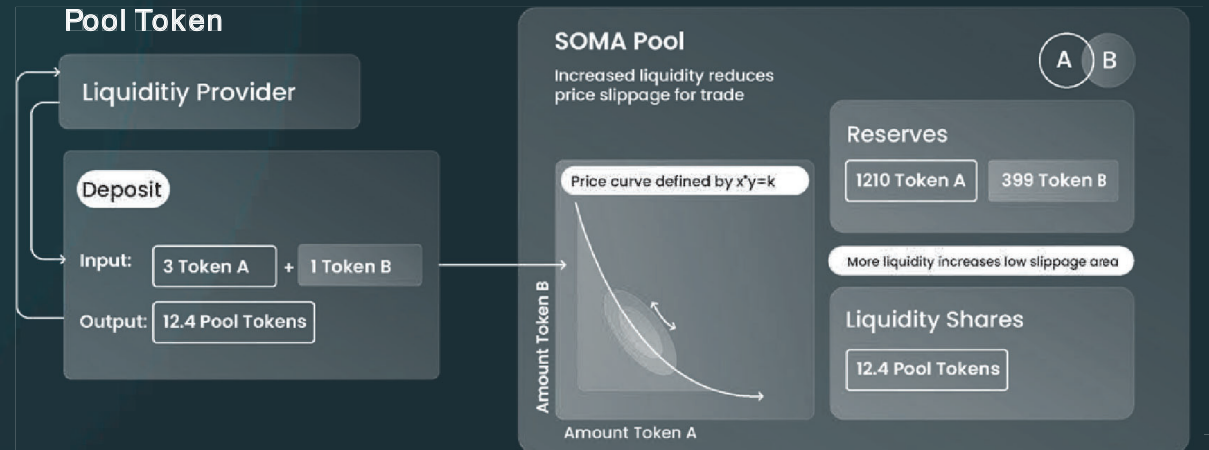 Pool Token
Liquiditiy Provider
Deposit
Input:
3 Token A
+
1 Token B
Output:
12.4 Pool Tokens
SOMA Pool
Increased liquidity reduces
price slippage for trade
A
B
Price curve defined by x*y=k
Amount Token B
Amount Token A
Reserves
1210 Token A
399 Token B
More liquidity increases low slippage area
Liquidity Shares
12.4 Pool Tokens